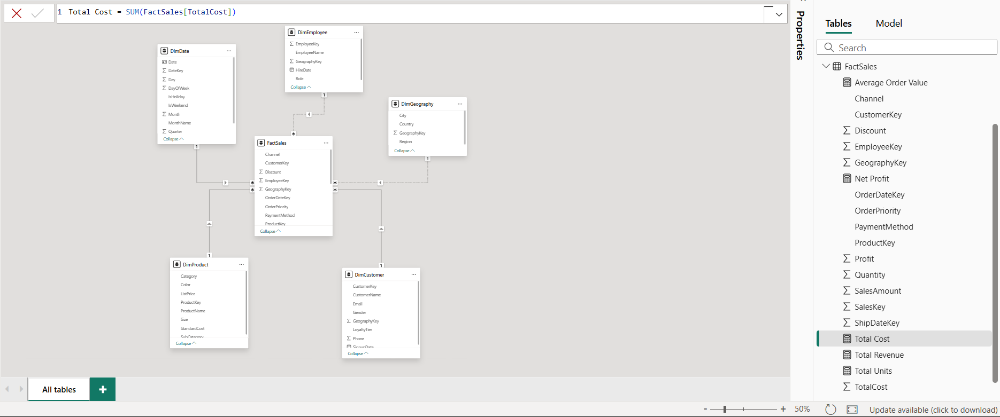 1 Total Cost = SUM(FactSales[TotalCost])
DimEmployee
EmployeeKey
EmployeeName
GeographyKey
HireDate
Role
Collapse
1
DimDate
Date
DateKey
Day
DayOfWeek
IsHoliday
IsWeekend
Month
MonthName
Quarter
Collapse
1
DimGeography
City
Country
GeographyKey
Region
Collapse
1
*
FactSales
Channel
CustomerKey
Discount
EmployeeKey
GeographyKey
OrderDateKey
OrderPriority
PaymentMethod
ProductKey
Collapse
*
*
*
*
1
DimProduct
Category
Color
ListPrice
ProductKey
ProductName
Size
StandardCost
SubCategory
Collapse
1
DimCustomer
CustomerKey
CustomerName
Email
Gender
GeographyKey
LoyaltyTier
Phone
SignupDate
Collapse
All tables
+
Properties
Tables Model
Search
FactSales
Average Order Value
Channel
CustomerKey
Discount
EmployeeKey
GeographyKey
Net Profit
OrderDateKey
OrderPriority
PaymentMethod
ProductKey
Profit
Quantity
SalesAmount
SalesKey
ShipDateKey
Total Cost
Total Revenue
Total Units
TotalCost
- + 50%
Update available (click to download)